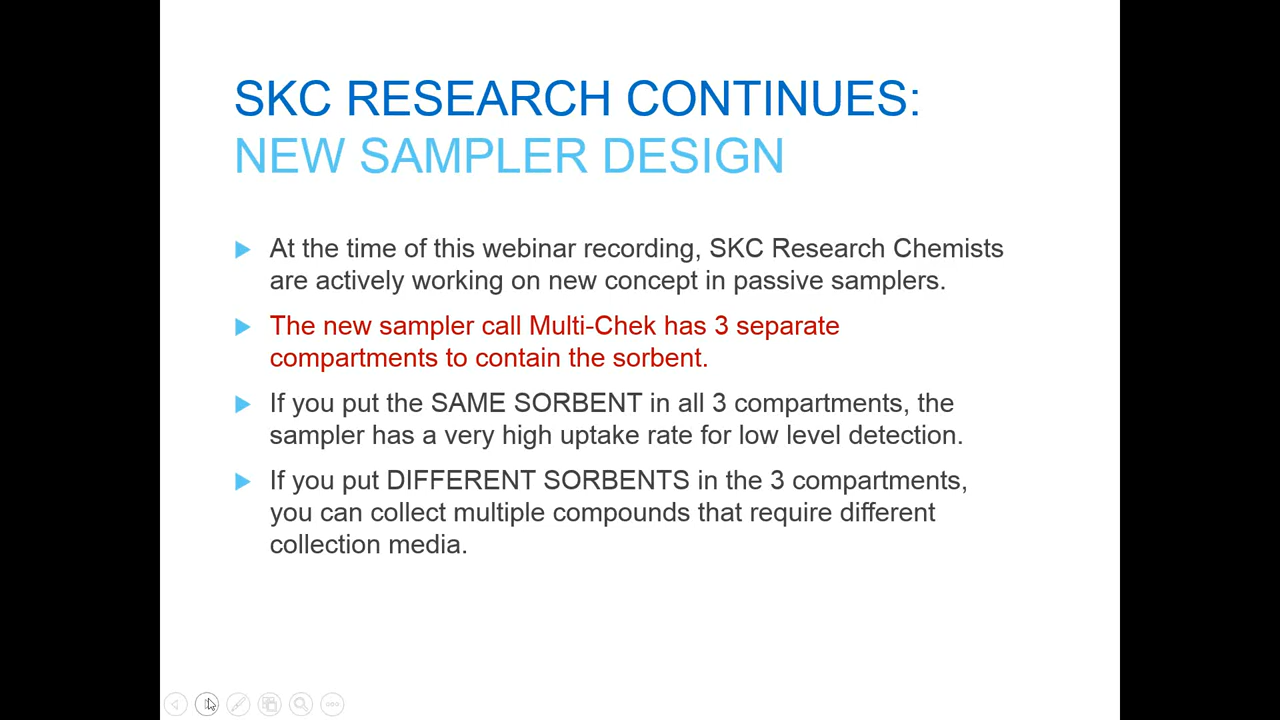 SKC RESEARCH CONTINUES:
NEW SAMPLER DESIGN
At the time of this webinar recording, SKC Research Chemists
are actively working on new concept in passive samplers.
The new sampler call Multi-Chek has 3 separate
compartments to contain the sorbent.
If you put the SAME SORBENT in all 3 compartments, the
sampler has a very high uptake rate for low level detection.
If you put DIFFERENT SORBENTS in the 3 compartments,
you can collect multiple compounds that require different
collection media.